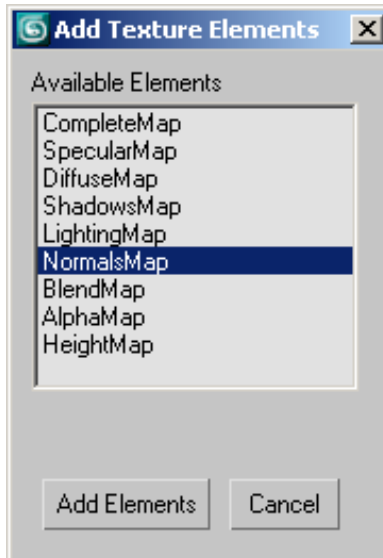 Add Texture Elements
Available Elements
CompleteMap
SpecularMap
DiffuseMap
ShadowsMap
LightingMap
NormalsMap
BlendMap
AlphaMap
HeightMap
Add Elements Cancel